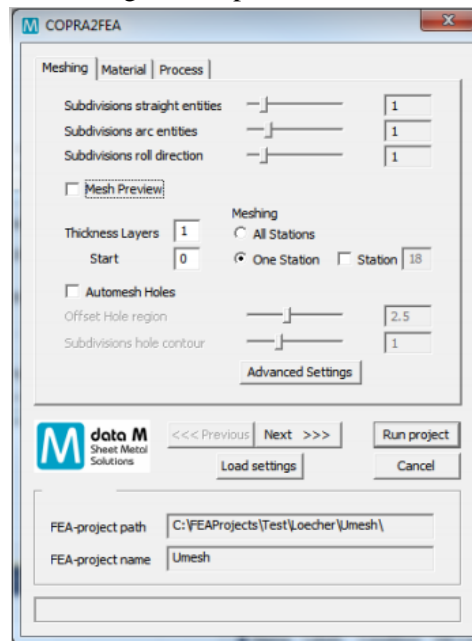 COPRA2FEA
x
Meshing Material Process
Subdivisions straight entities 1
Subdivisions arc entities 1
Subdivisions roll direction 1
Mesh Preview
Meshing
Thickness Layers 1 All Stations
Start 0 One Station Station 18
Automesh Holes
Offset Hole region 2.5
Subdivisions hole contour 1
Advanced Settings
data M
Sheet Metal
Solutions
<<< Previous Next >>> Run project
Load settings Cancel
FEA-project path C:\FEAProjects\Test\Loecher\Umesh\
FEA-project name Umesh